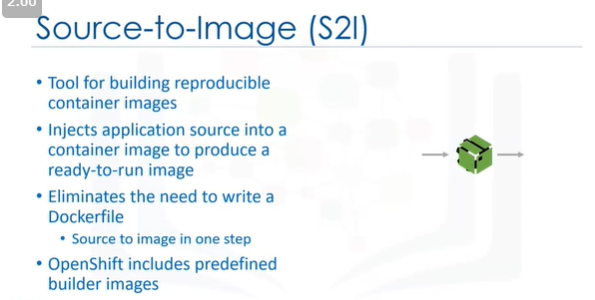 2.00
Source-to-Image (S2I)
• Tool for building reproducible
container images
• Injects application source into a
container image to produce a
ready-to-run image
• Eliminates the need to write a
Dockerfile
• Source to image in one step
• OpenShift includes predefined
builder images